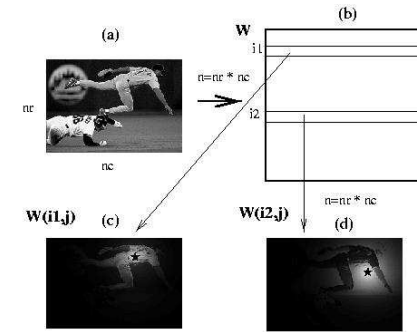 (a)
(b)
W
i1
n=nr * nc
nr
i2
nc
n=nr * nc
W(i1,j)
(c)
W(i2,j)
(d)